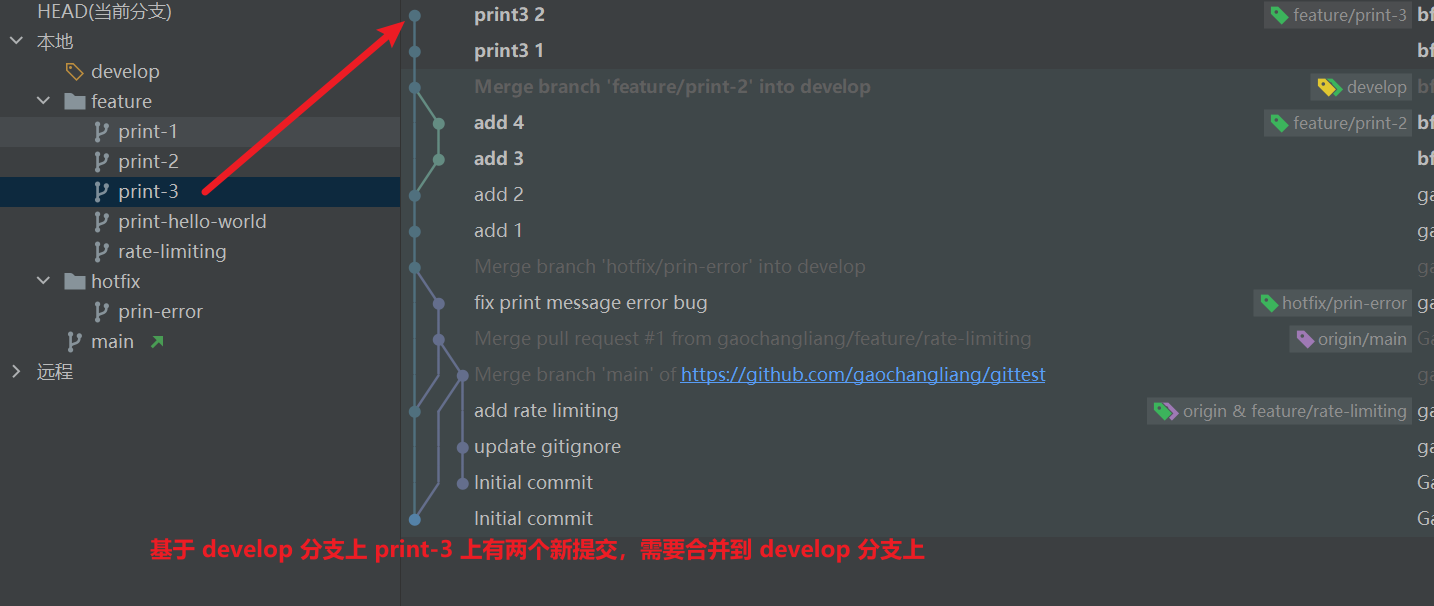 HEAD(当前分支)
本地
develop
feature
print-1
print-2
print-3
print-hello-world
rate-limiting
hotfix
prin-error
main
远程
print3 2 feature/print-3 bf
print3 1 bf
Merge branch 'feature/print-2' into develop develop bf
add 4 feature/print-2 bf
add 3 bf
add 2 ga
add 1 ga
Merge branch 'hotfix/prin-error' into develop ga
fix print message error bug hotfix/prin-error ga
Merge pull request #1 from gaochangliang/feature/rate-limiting origin/main Ga
Merge branch 'main' of https://github.com/gaochangliang/gittest ga
add rate limiting origin & feature/rate-limiting ga
update gitignore ga
Initial commit Ga
Initial commit Ga
基于 develop 分支上 print-3 上有两个新提交，需要合并到 develop 分支上